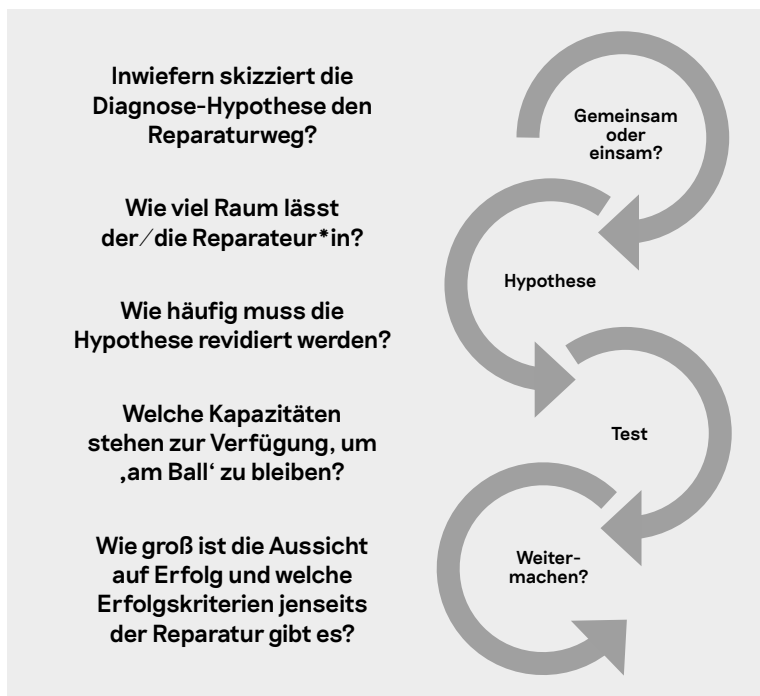 Inwiefern skizziert die
Diagnose-Hypothese den
Reparaturweg?
Wie viel Raum lässt
der/die Reparateur*in?
Wie häufig muss die
Hypothese revidiert werden?
Welche Kapazitäten
stehen zur Verfügung, um
‚am Ball‘ zu bleiben?
Wie groß ist die Aussicht
auf Erfolg und welche
Erfolgskriterien jenseits
der Reparatur gibt es?
Gemeinsam
oder
einsam?
Hypothese
Test
Weiter-
machen?